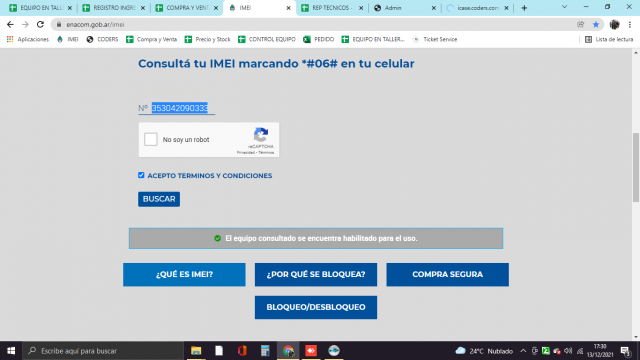 EQUIPO EN TALL
REGISTRO INGRE
COMPRA Y VENT
IMEI
REP TECNICOS -
Admin
icase.coders.com
enacom.gob.ar/imei
Aplicaciones IMEI CODERS Compra y Venta Precio y Stock CONTROL EQUIPO PEDIDO EQUIPO EN TALLER... Ticket Service Lista de lectura
Consultá tu IMEI marcando *#06# en tu celular
Nº 353042090333
No soy un robot
reCAPTCHA
Privacidad - Términos
ACEPTO TERMINOS Y CONDICIONES
BUSCAR
El equipo consultado se encuentra habilitado para el uso.
¿QUÉ ES IMEI? ¿POR QUÉ SE BLOQUEA? COMPRA SEGURA
BLOQUEO/DESBLOQUEO
Escribe aquí para buscar
24°C Nublado
17:30
13/12/2021